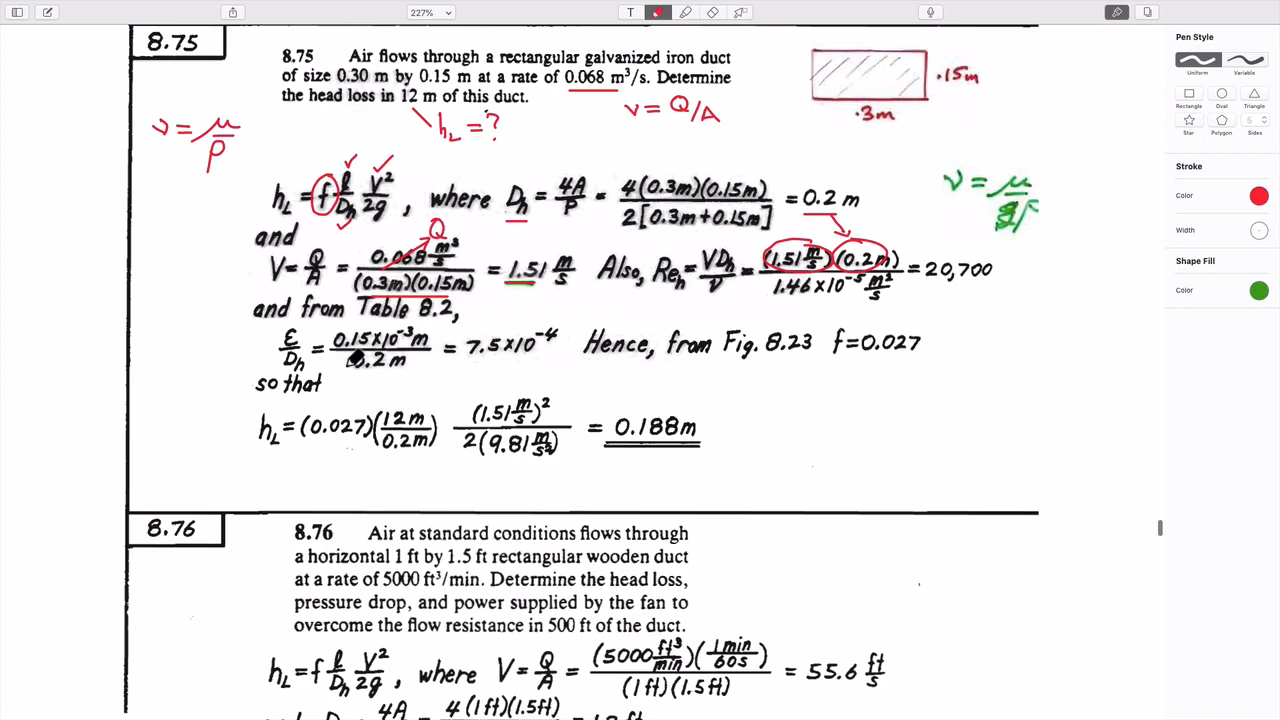 227%
T
8.75
8.75 Air flows through a rectangular galvanized iron duct
of size 0.30 m by 0.15 m at a rate of 0.068 m³/s. Determine
the head loss in 12 m of this duct.
.15m
.3m
h_L = ?
V = Q/A
ν = μ/ρ
h_L = f l/D_h V²/2g , where D_h = 4A/P = 4(0.3m)(0.15m)/2[0.3m+0.15m] = 0.2 m
ν = μ/
and
Q
V = Q/A = 0.068 m³/s/(0.3m)(0.15m) = 1.51 m/s Also, Re_h = VD_h/ν = (1.51 m/s)(0.2m)/1.46×10⁻⁵ m²/s = 20,700
and from Table 8.2,
ε/D_h = 0.15×10⁻³m/0.2m = 7.5×10⁻⁴ Hence, from Fig. 8.23 f=0.027
so that
h_L = (0.027)(12m/0.2m) (1.51 m/s)²/2(9.81 m/s²) = 0.188m
8.76
8.76 Air at standard conditions flows through
a horizontal 1 ft by 1.5 ft rectangular wooden duct
at a rate of 5000 ft³/min. Determine the head loss,
pressure drop, and power supplied by the fan to
overcome the flow resistance in 500 ft of the duct.
h_L = f l/D_h V²/2g , where V = Q/A = (5000 ft³/min)(1min/60s)/(1ft)(1.5ft) = 55.6 ft/s
4A = 4(1ft)(1.5ft)
Pen Style
Uniform
Variable
Rectangle
Oval
Triangle
Star
Polygon
5
Sides
Stroke
Color
Width
Shape Fill
Color